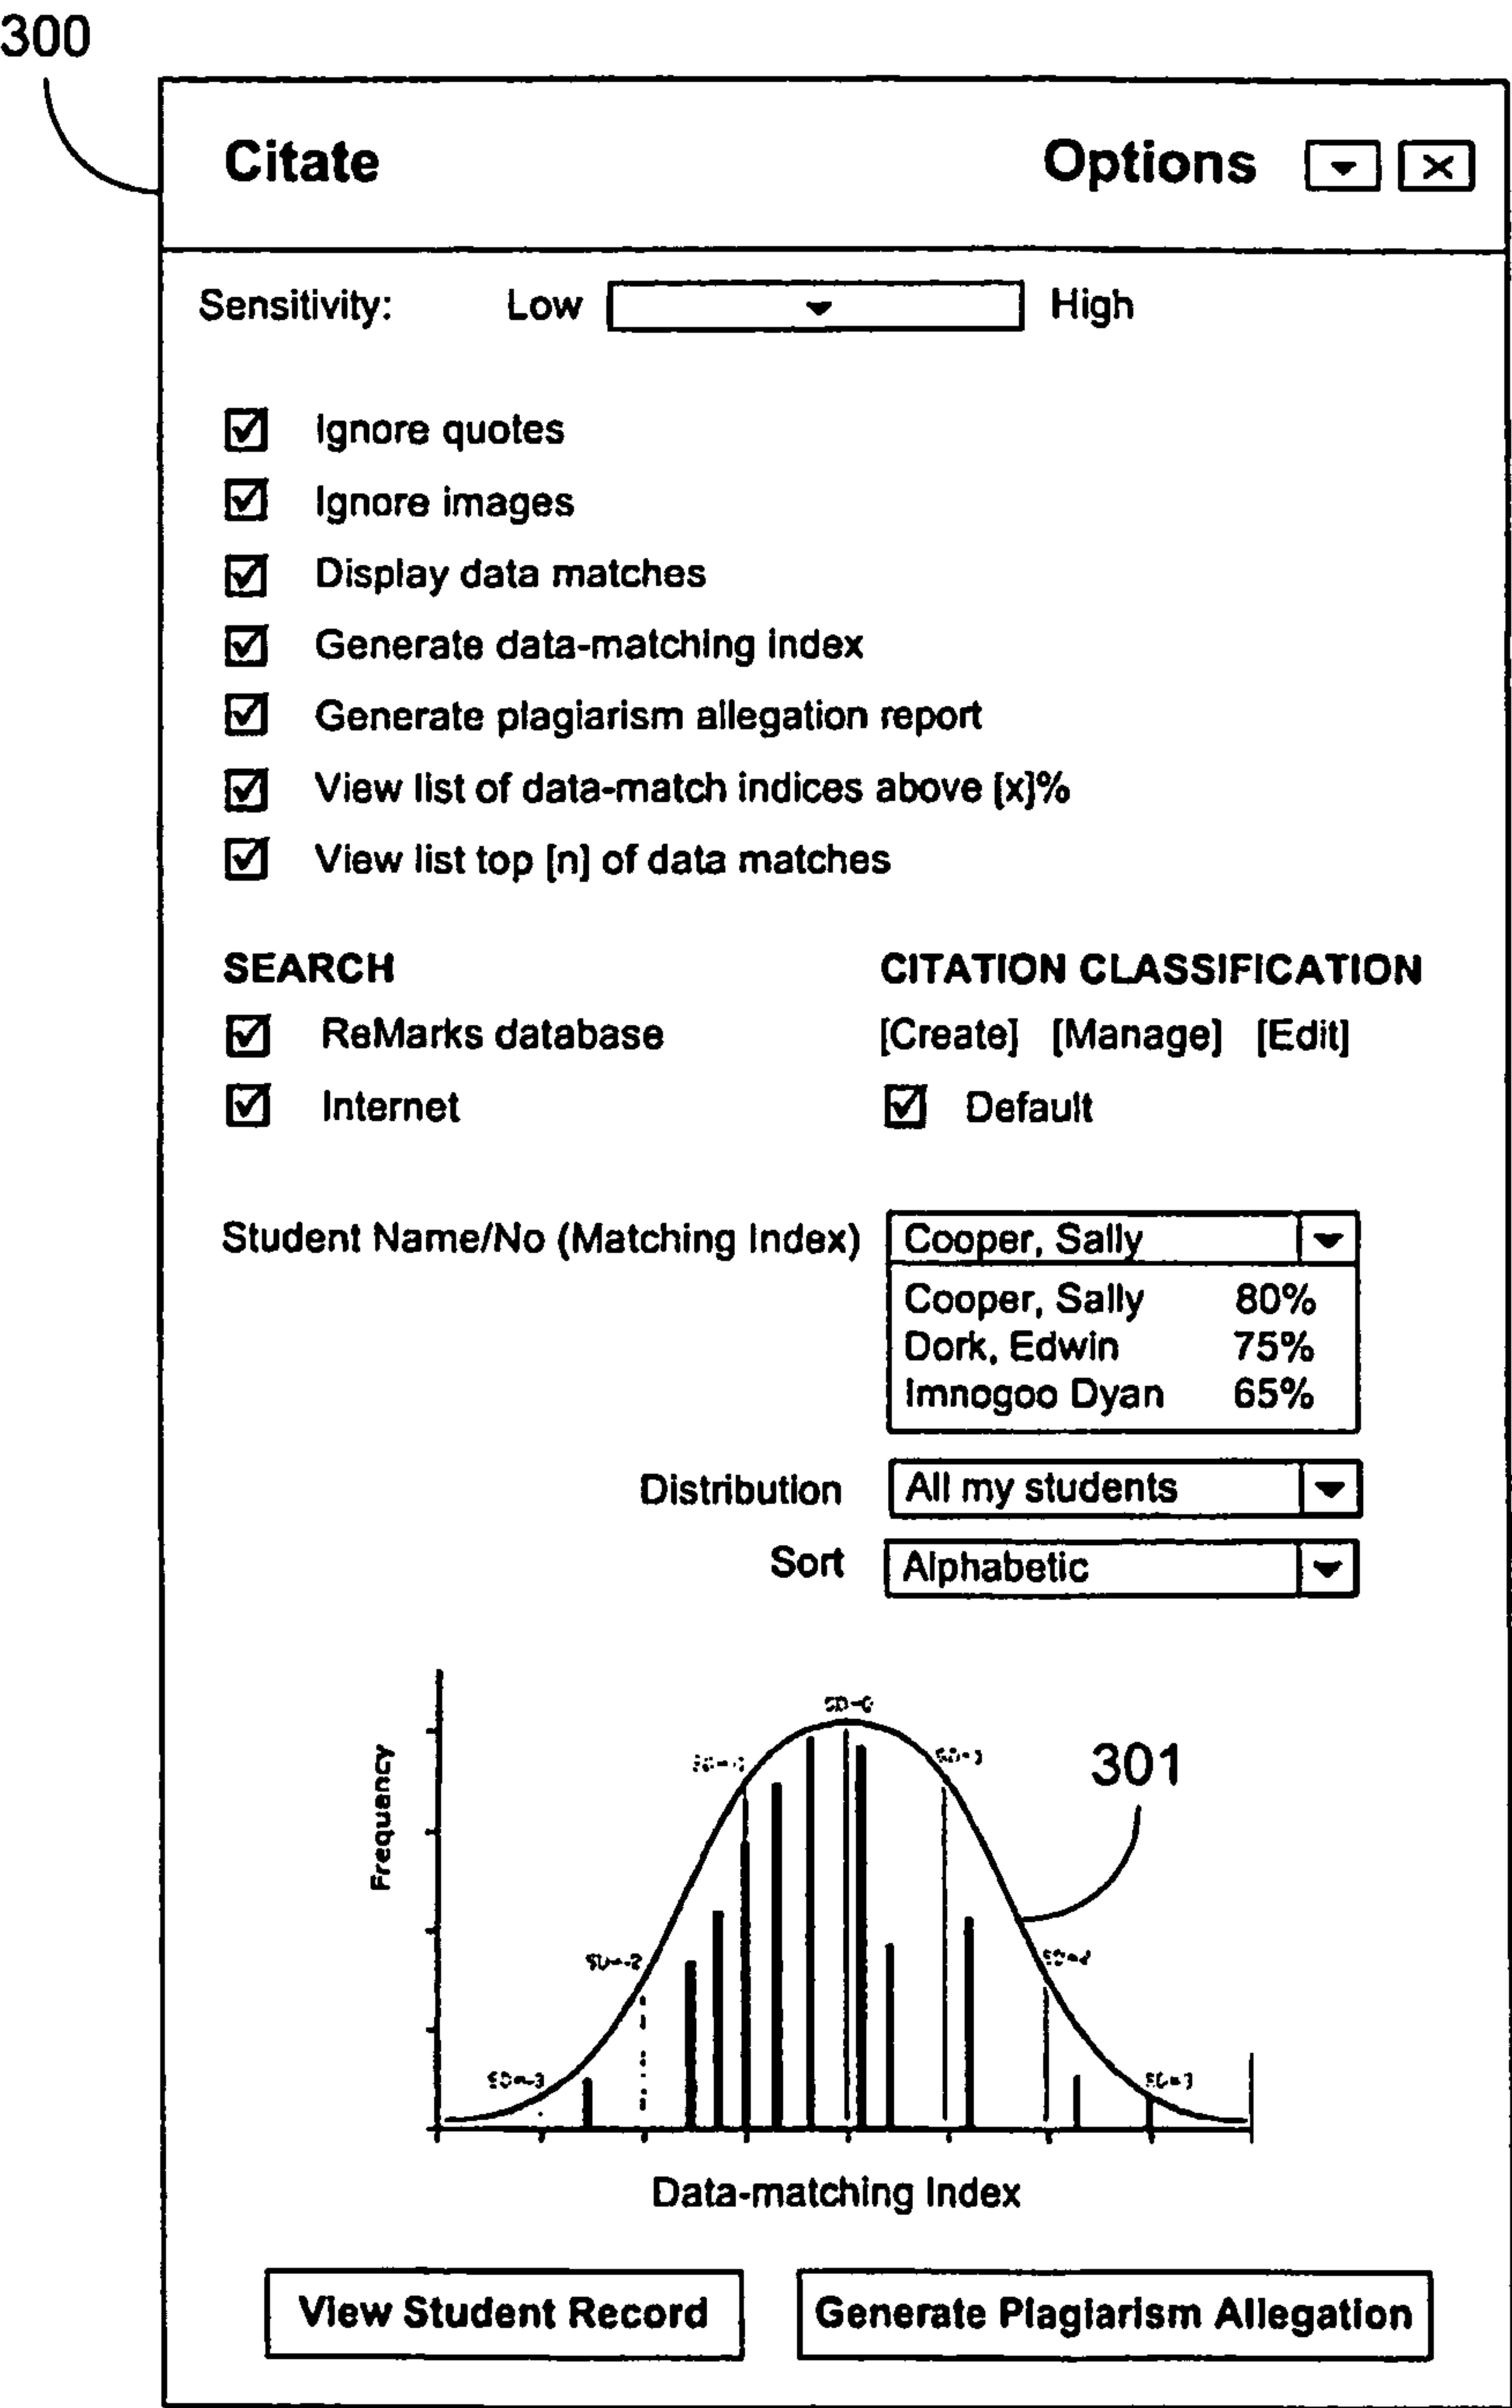 300
Citate Options
Sensitivity: Low High
Ignore quotes
Ignore images
Display data matches
Generate data-matching index
Generate plagiarism allegation report
View list of data-match indices above [x]%
View list top [n] of data matches
SEARCH CITATION CLASSIFICATION
ReMarks database [Create] [Manage] [Edit]
Internet Default
Student Name/No (Matching Index) Cooper, Sally
Cooper, Sally 80%
Dork, Edwin 75%
Imnogoo Dyan 65%
Distribution All my students
Sort Alphabetic
301
Frequency
Data-matching Index
View Student Record Generate Plagiarism Allegation